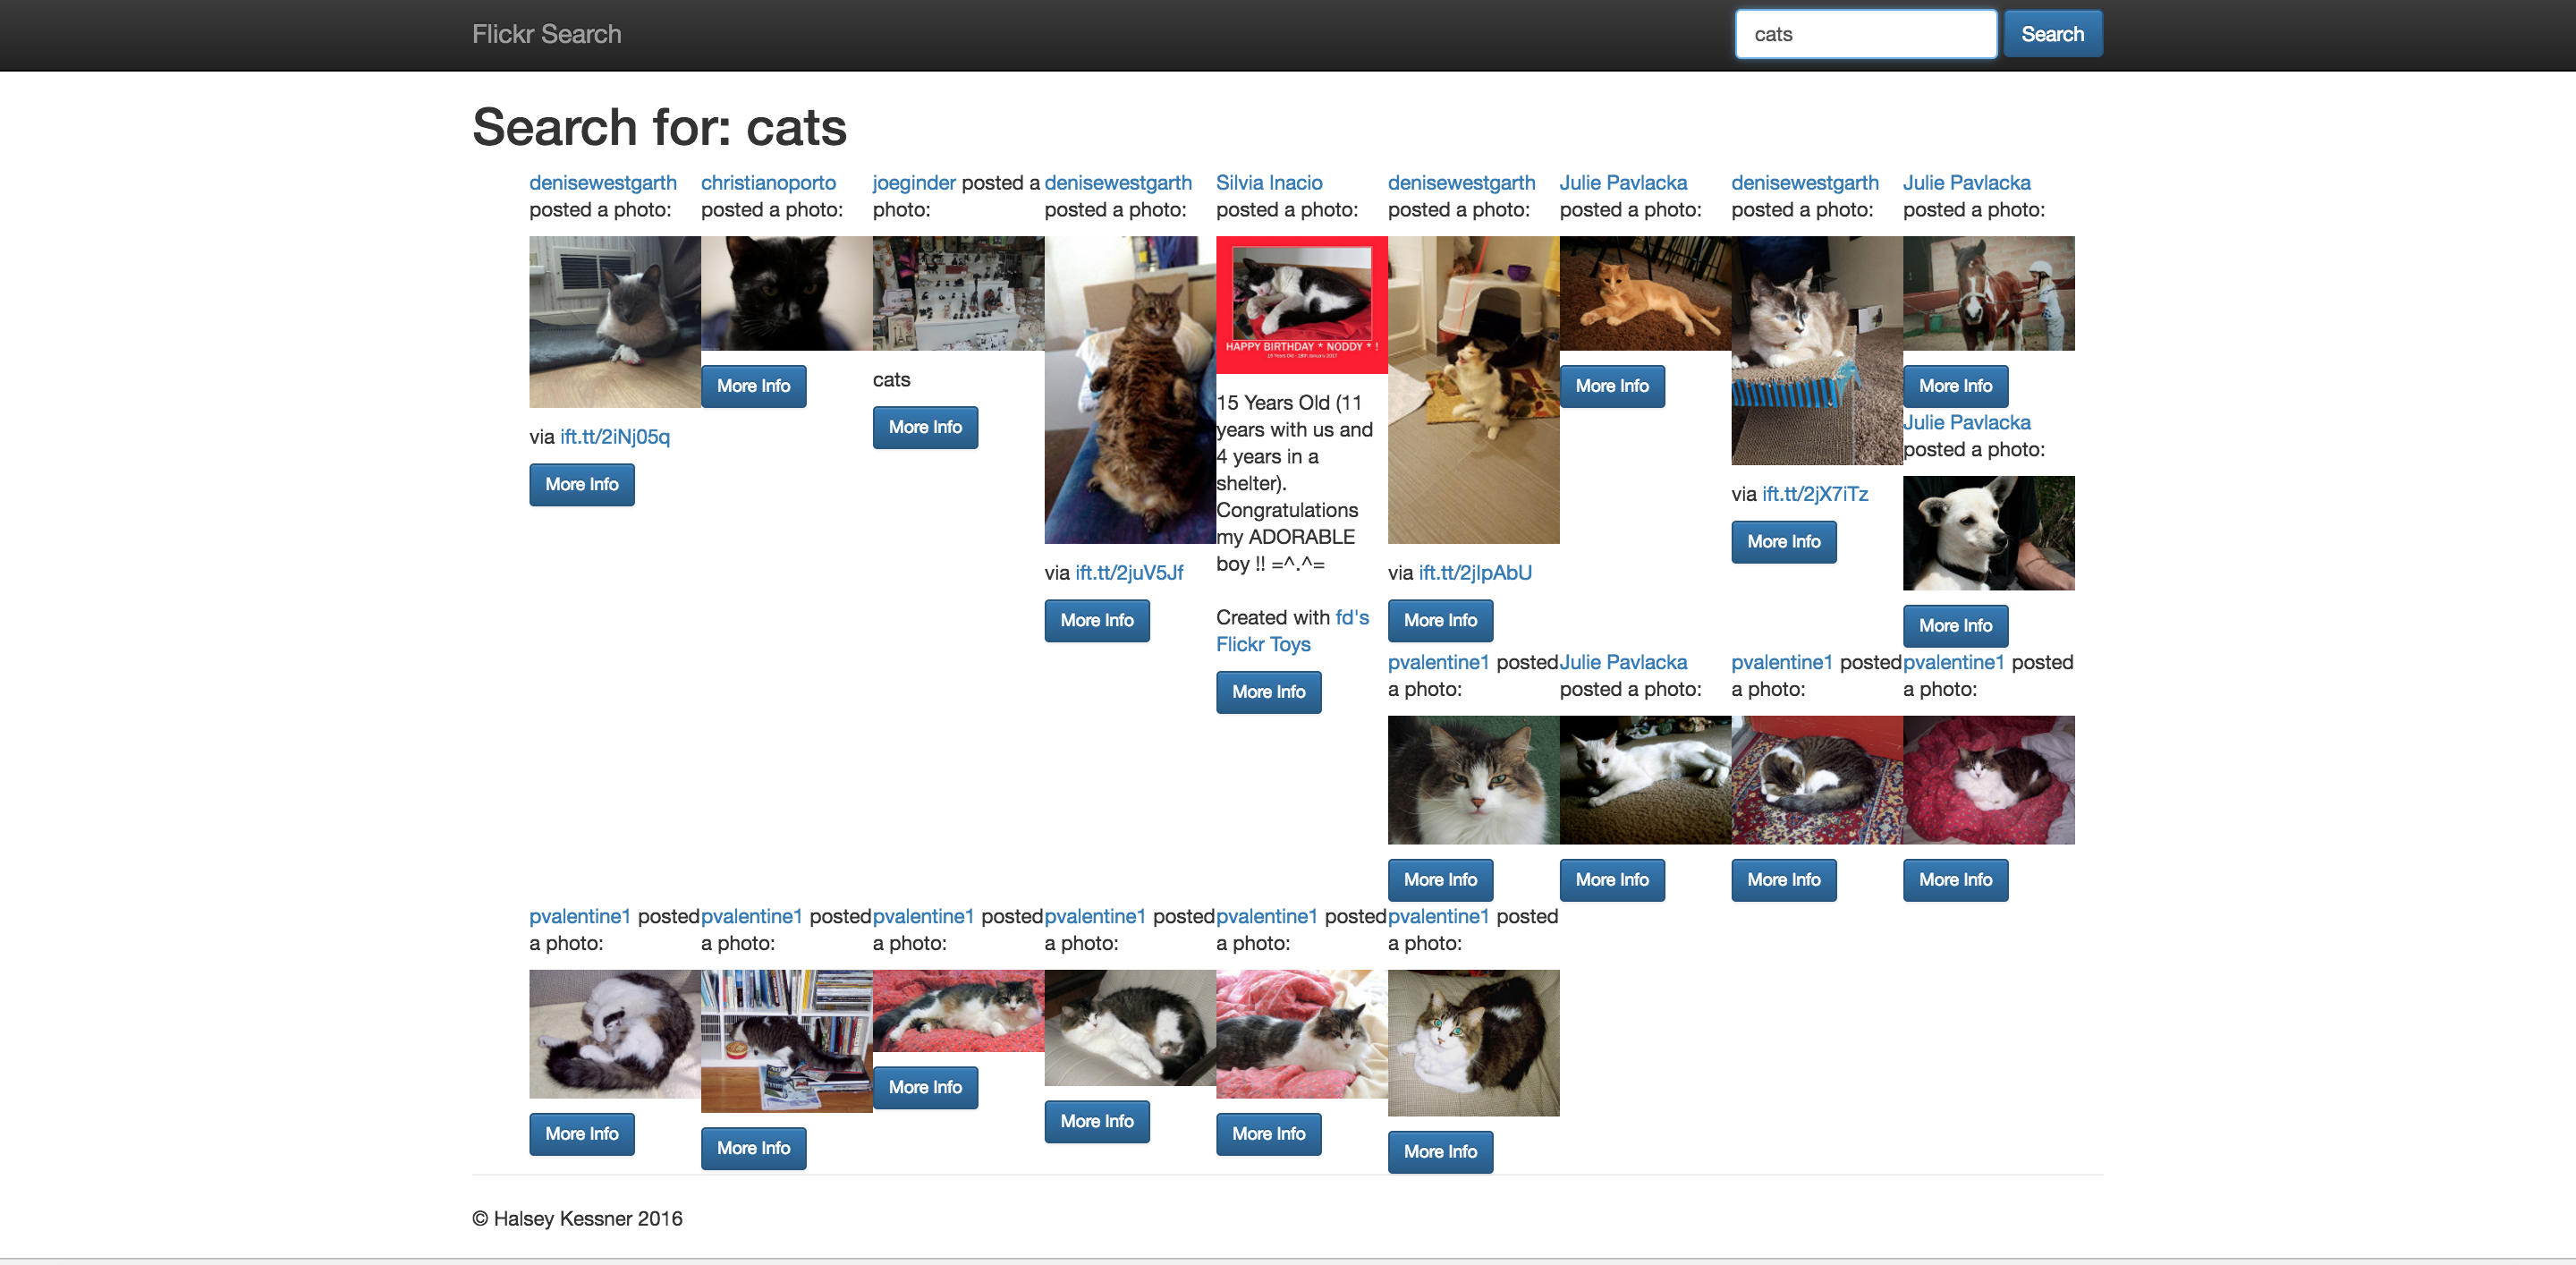 Flickr Search
cats
Search
Search for: cats
denisewestgarth
posted a photo:
via ift.tt/2iNj05q
More Info
christianoporto
posted a photo:
More Info
joeginder posted a
photo:
cats
More Info
denisewestgarth
posted a photo:
via ift.tt/2juV5Jf
More Info
Silvia Inacio
posted a photo:
HAPPY BIRTHDAY * NODDY * !
15 Years Old (11
years with us and
4 years in a
shelter).
Congratulations
my ADORABLE
boy !! =^.^=
Created with fd's
Flickr Toys
More Info
denisewestgarth
posted a photo:
via ift.tt/2jlpAbU
More Info
Julie Pavlacka
posted a photo:
More Info
denisewestgarth
posted a photo:
via ift.tt/2jX7iTz
More Info
Julie Pavlacka
posted a photo:
More Info
Julie Pavlacka
posted a photo:
More Info
pvalentine1 posted
a photo:
More Info
Julie Pavlacka
posted a photo:
More Info
pvalentine1 posted
a photo:
More Info
pvalentine1 posted
a photo:
More Info
pvalentine1 posted
a photo:
More Info
pvalentine1 posted
a photo:
More Info
pvalentine1 posted
a photo:
More Info
pvalentine1 posted
a photo:
More Info
pvalentine1 posted
a photo:
More Info
pvalentine1 posted
a photo:
More Info
© Halsey Kessner 2016